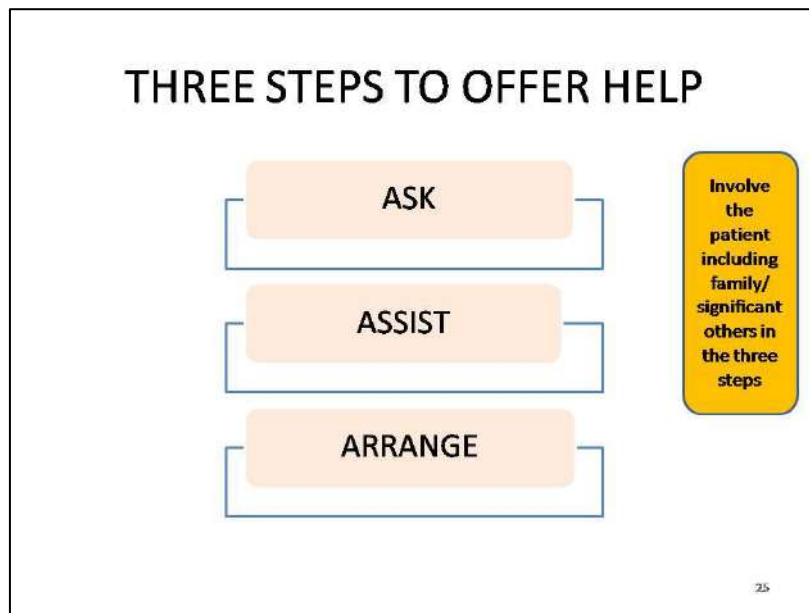 THREE STEPS TO OFFER HELP
ASK
ASSIST
ARRANGE
Involve
the
patient
including
family/
significant
others in
the three
steps
25